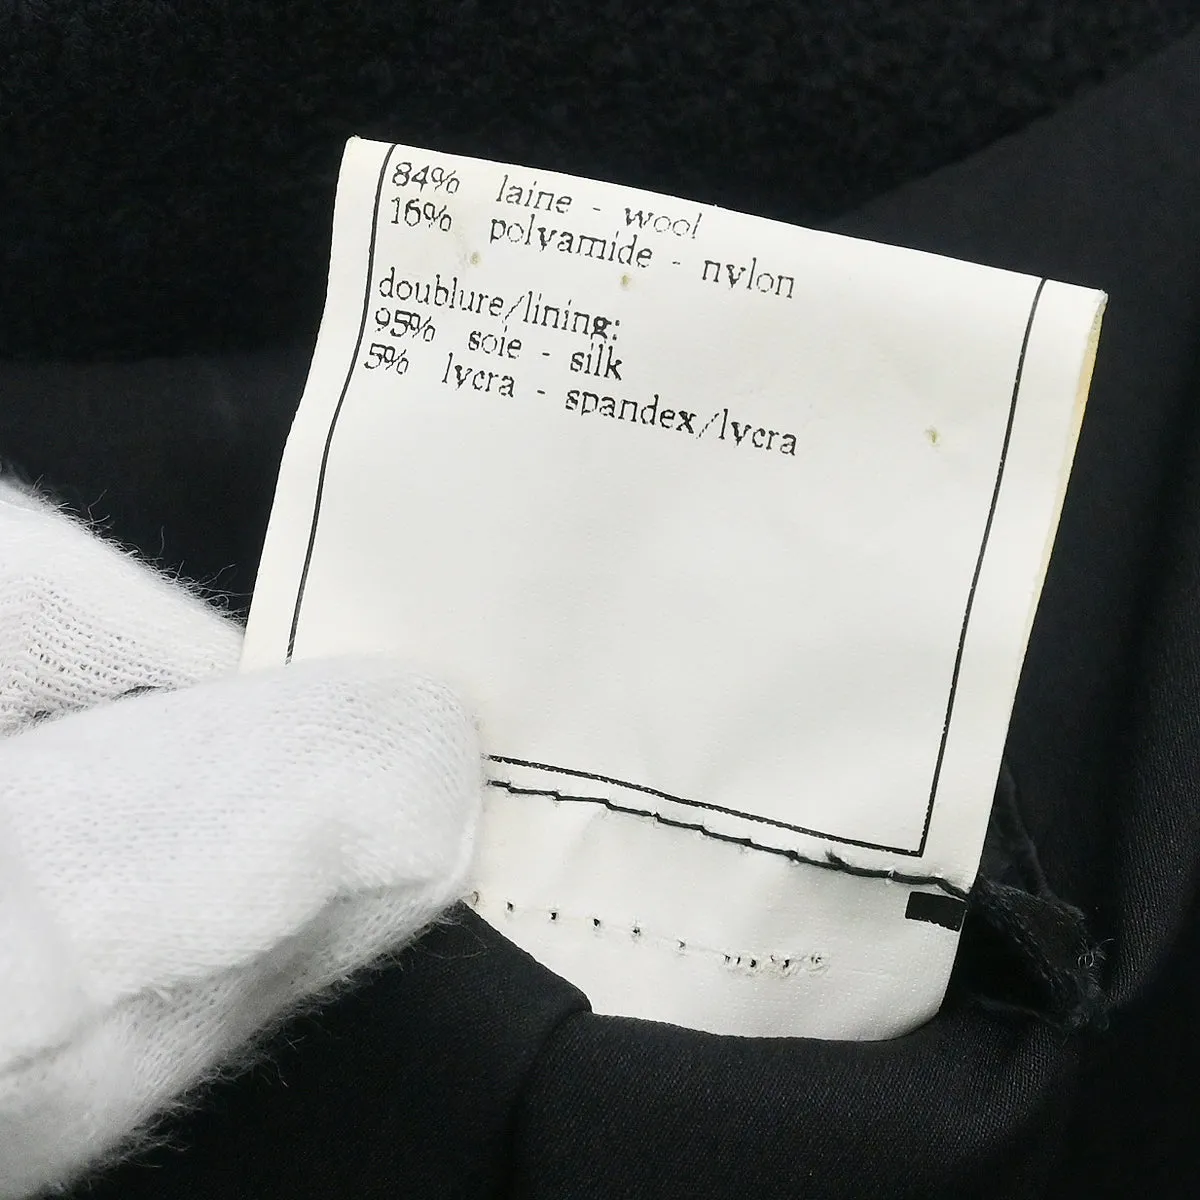 84% laine - wool
16% polyamide - nylon
doublure/lining:
95% soie - silk
5% lycra - spandex/lycra